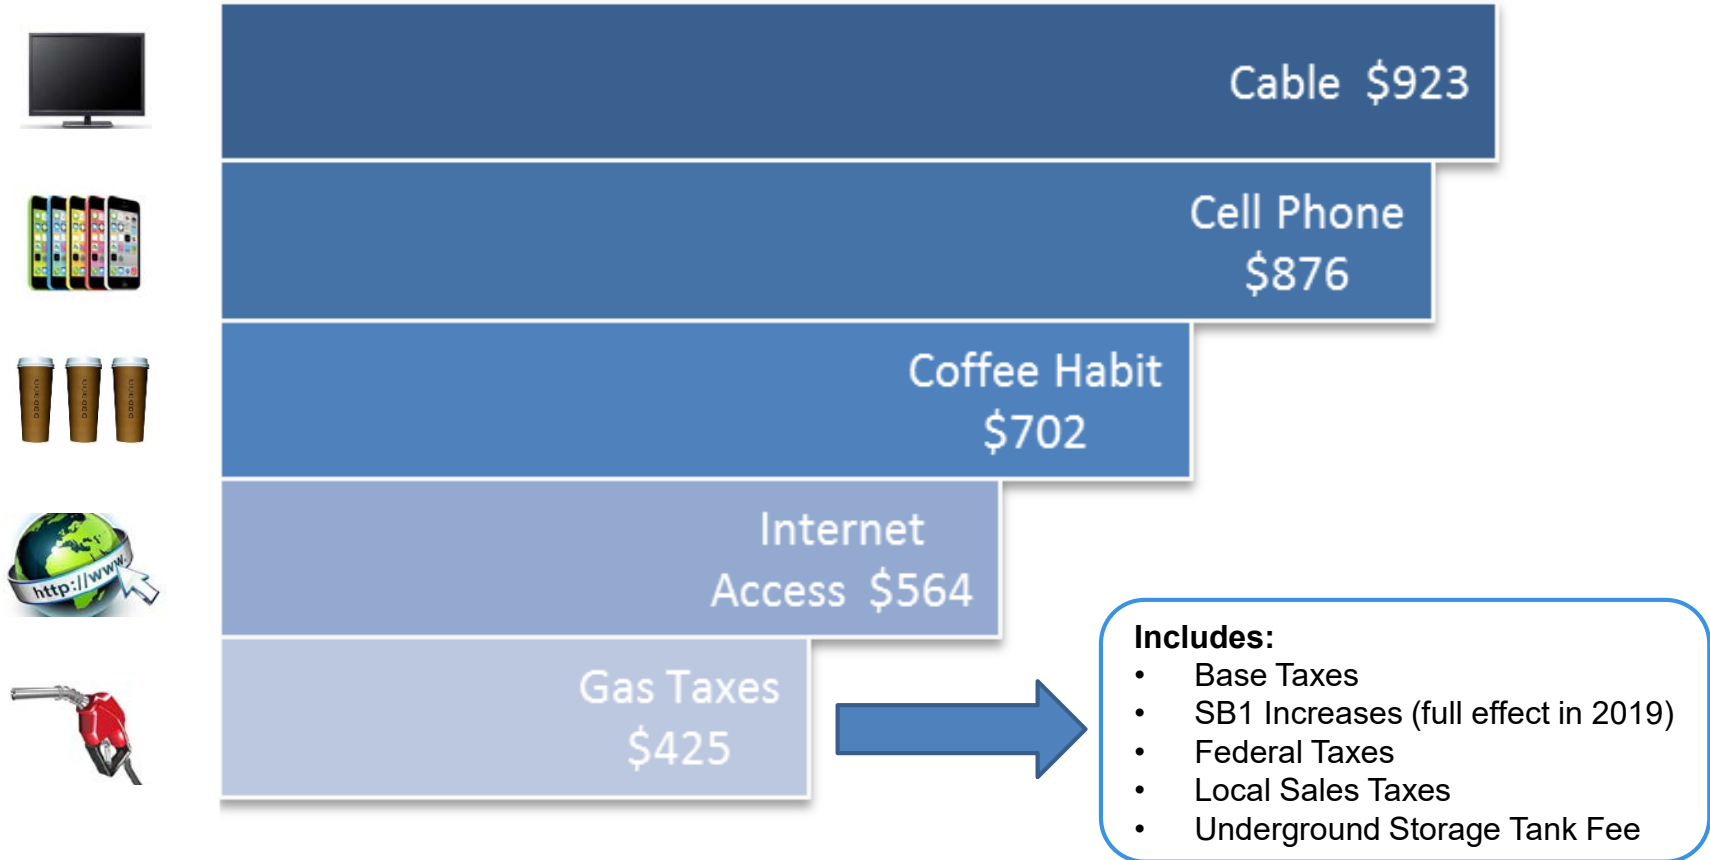 Cable $923
Cell Phone
$876
Coffee Habit
$702
Internet
Access $564
http://www.
Gas Taxes
$425
Includes:
• Base Taxes
• SB1 Increases (full effect in 2019)
• Federal Taxes
• Local Sales Taxes
• Underground Storage Tank Fee